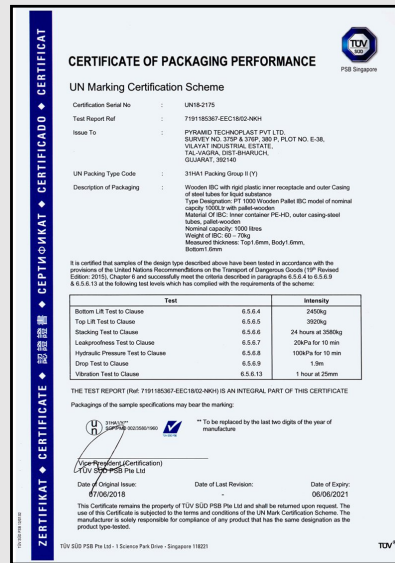 TÜV
SÜD
PSB Singapore
CERTIFICATE OF PACKAGING PERFORMANCE
UN Marking Certification Scheme
Certification Serial No : UN18-2175
Test Report Ref : 7191185367-EEC18/02-NKH
Issue To : PYRAMID TECHNOPLAST PVT LTD.
SURVEY NO. 375P & 376P, 380 P, PLOT NO. E-38,
VILAYAT INDUSTRIAL ESTATE,
TAL-VAGRA, DIST-BHARUCH,
GUJARAT, 392140
UN Packing Type Code : 31HA1 Packing Group II (Y)
Description of Packaging : Wooden IBC with rigid plastic inner receptacle and outer Casing
of steel tubes for liquid substance
Type Designation: PT 1000 Wooden Pallet IBC model of nominal
capcity 1000Ltr with pallet-wooden
Material Of IBC: Inner container PE-HD, outer casing-steel
tubes, pallet-wooden
Nominal capacity: 1000 litres
Weight of IBC: 60 – 70kg
Measured thickness: Top1.6mm, Body1.6mm,
Bottom1.6mm
It is certified that samples of the design type described above have been tested in accordance with the
provisions of the United Nations Recommendations on the Transport of Dangerous Goods (19th Revised
Edition: 2015), Chapter 6 and successfully meet the criteria described in paragraphs 6.5.6.4 to 6.5.6.9
& 6.5.6.13 at the following test levels which has complied with the requirements of the scheme:
Test Intensity
Bottom Lift Test to Clause 6.5.6.4 2450kg
Top Lift Test to Clause 6.5.6.5 3920kg
Stacking Test to Clause 6.5.6.6 24 hours at 3580kg
Leakproofness Test to Clause 6.5.6.7 20kPa for 10 min
Hydraulic Pressure Test to Clause 6.5.6.8 100kPa for 10 min
Drop Test to Clause 6.5.6.9 1.9m
Vibration Test to Clause 6.5.6.13 1 hour at 25mm
THE TEST REPORT (Ref: 7191185367-EEC18/02-NKH) IS AN INTEGRAL PART OF THIS CERTIFICATE
Packagings of the sample specifications may bear the marking:
un
31HA1/Y/**
** To be replaced by the last two digits of the year of
manufacture
Vice-President (Certification)
TÜV SÜD PSB Pte Ltd
Date of Original Issue: Date of Last Revision: Date of Expiry:
07/06/2018 - 06/06/2021
This Certificate remains the property of TÜV SÜD PSB Pte Ltd and shall be returned upon request. The
use of this Certificate is subjected to the terms and conditions of the UN Mark Certification Scheme. The
manufacturer is solely responsible for compliance of any product that has the same designation as the
product type-tested.
TÜV SÜD PSB Pte Ltd - 1 Science Park Drive - Singapore 118221
TÜV®
ZERTIFIKAT ◆ CERTIFICATE ◆ 認證證書 ◆ СЕРТИФИКАТ ◆ CERTIFICADO ◆ CERTIFICAT